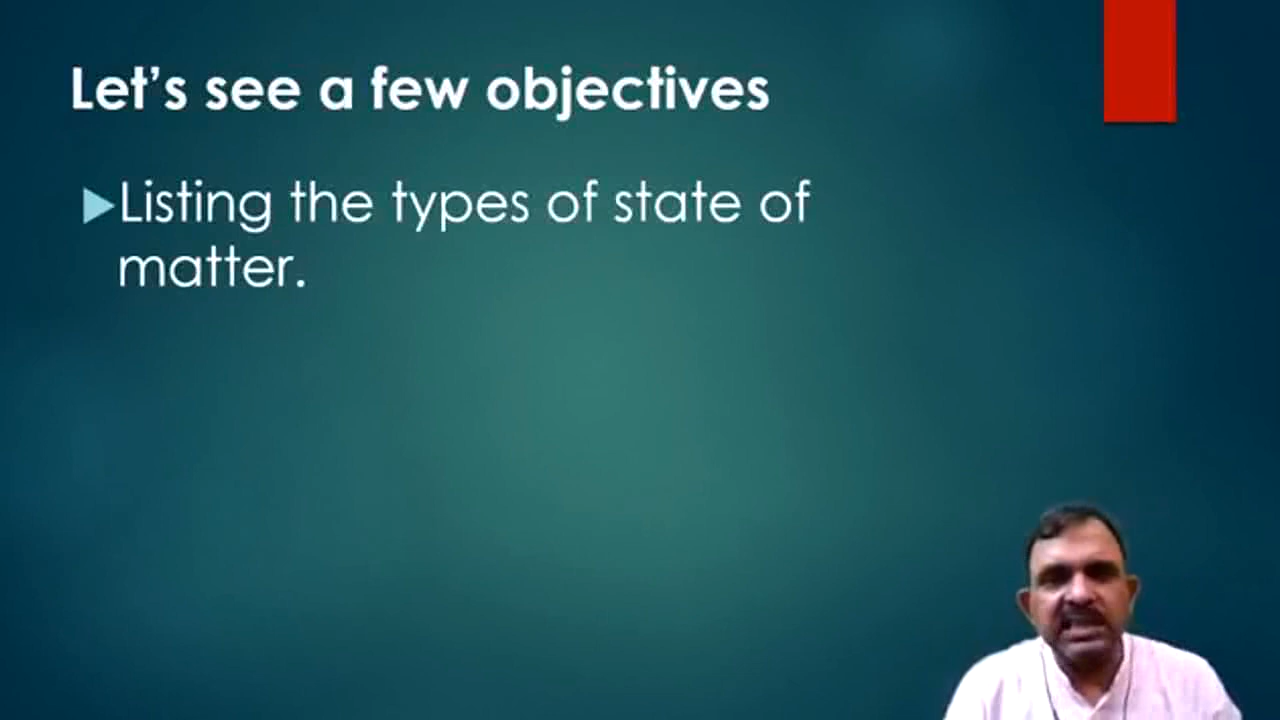 Let's see a few objectives
Listing the types of state of
matter.